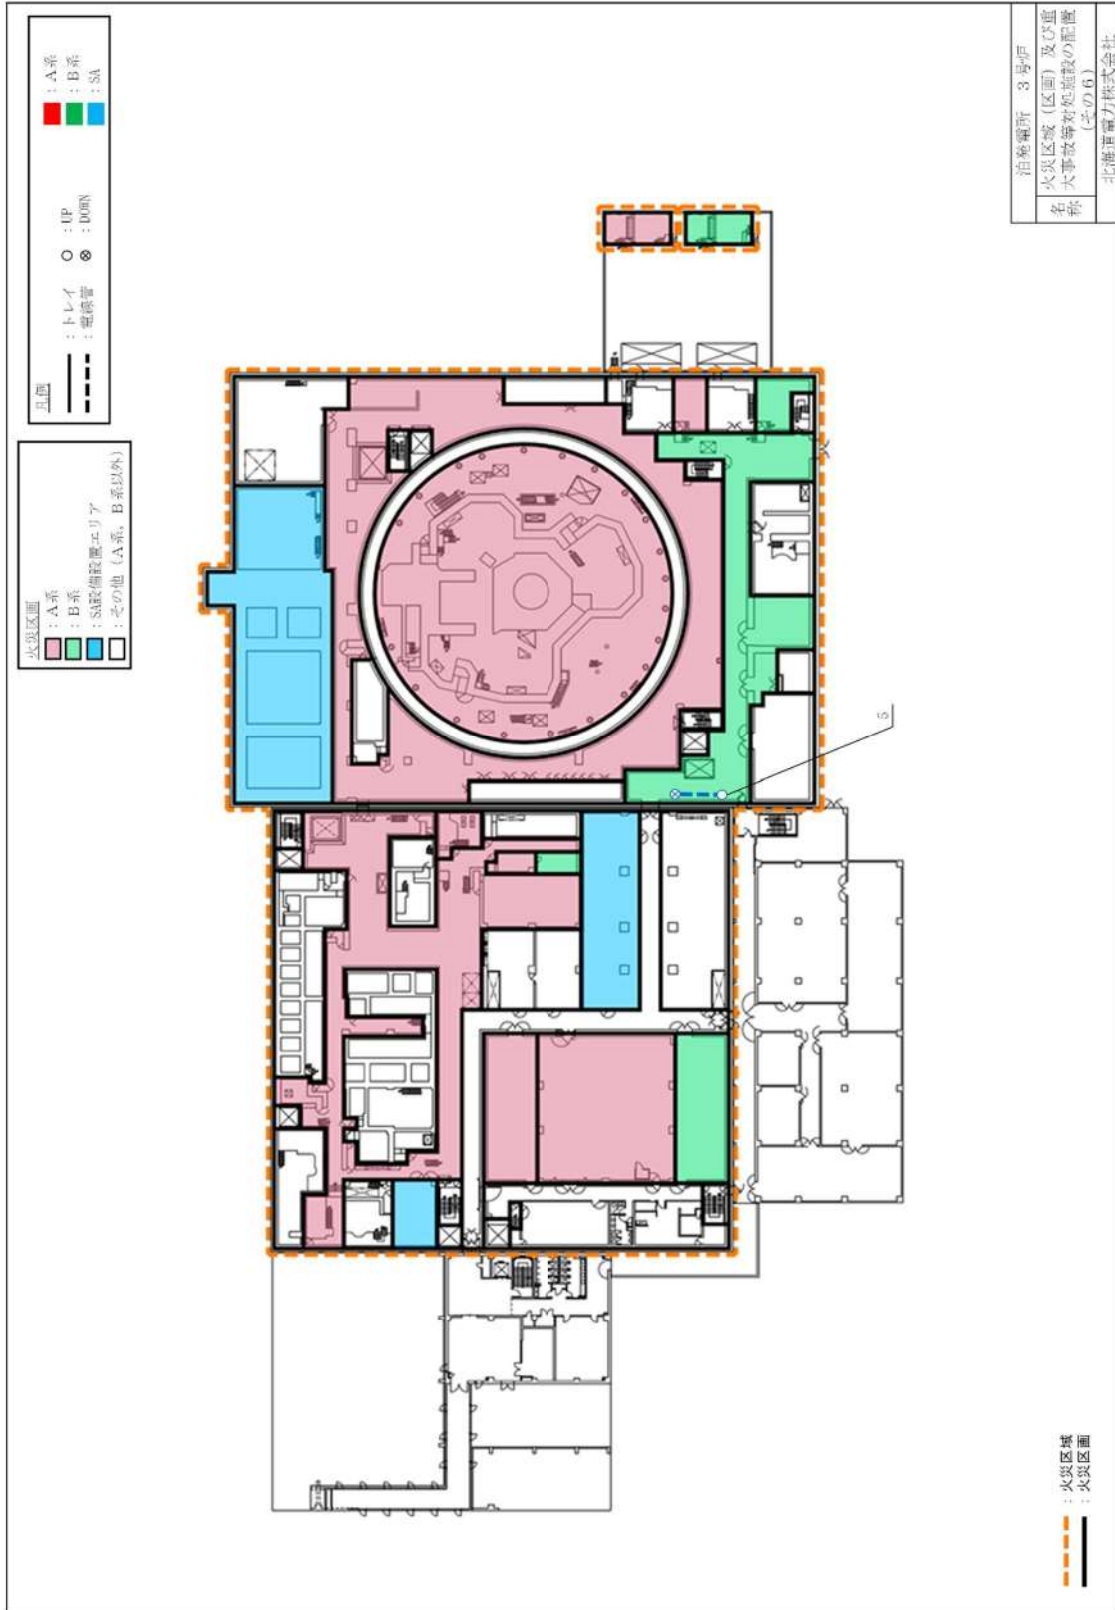 火災区画
：A系
：B系
：SA設備設置エリア
：その他（A系、B系以外）
凡例
：トレイ
：電線管
○ ：UP
⊗ ：DOWN
：A系
：B系
：SA
5
：火災区域
：火災区画
泊発電所　3号炉
名称
火災区域（区画）及び重
大事故等対処施設の配置
（その6）
北海道電力株式会社